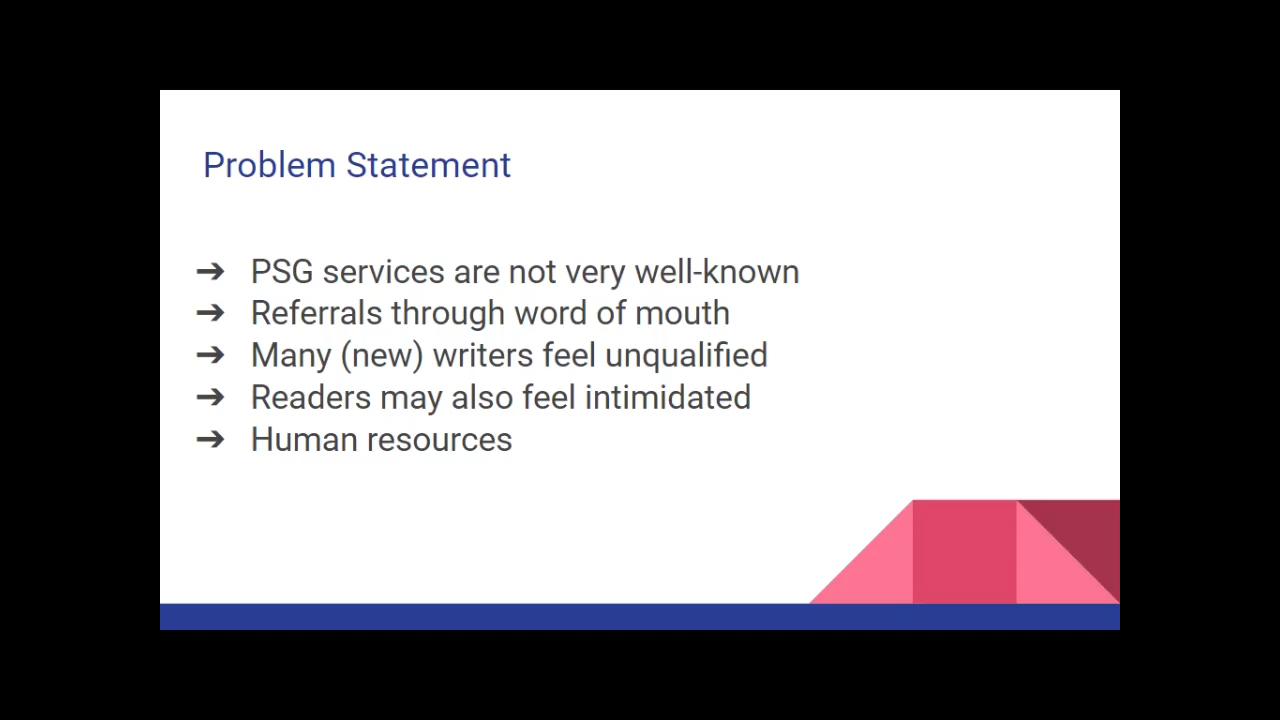 Problem Statement
➔ PSG services are not very well-known
➔ Referrals through word of mouth
➔ Many (new) writers feel unqualified
➔ Readers may also feel intimidated
➔ Human resources